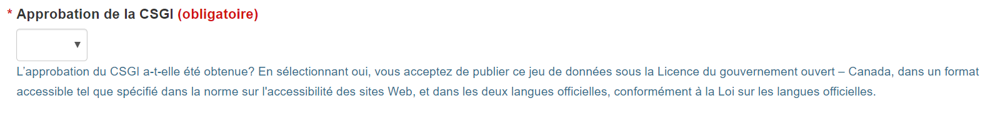 * Approbation de la CSGI (obligatoire)
L’approbation du CSGI a-t-elle été obtenue? En sélectionnant oui, vous acceptez de publier ce jeu de données sous la Licence du gouvernement ouvert – Canada, dans un format
accessible tel que spécifié dans la norme sur l'accessibilité des sites Web, et dans les deux langues officielles, conformément à la Loi sur les langues officielles.